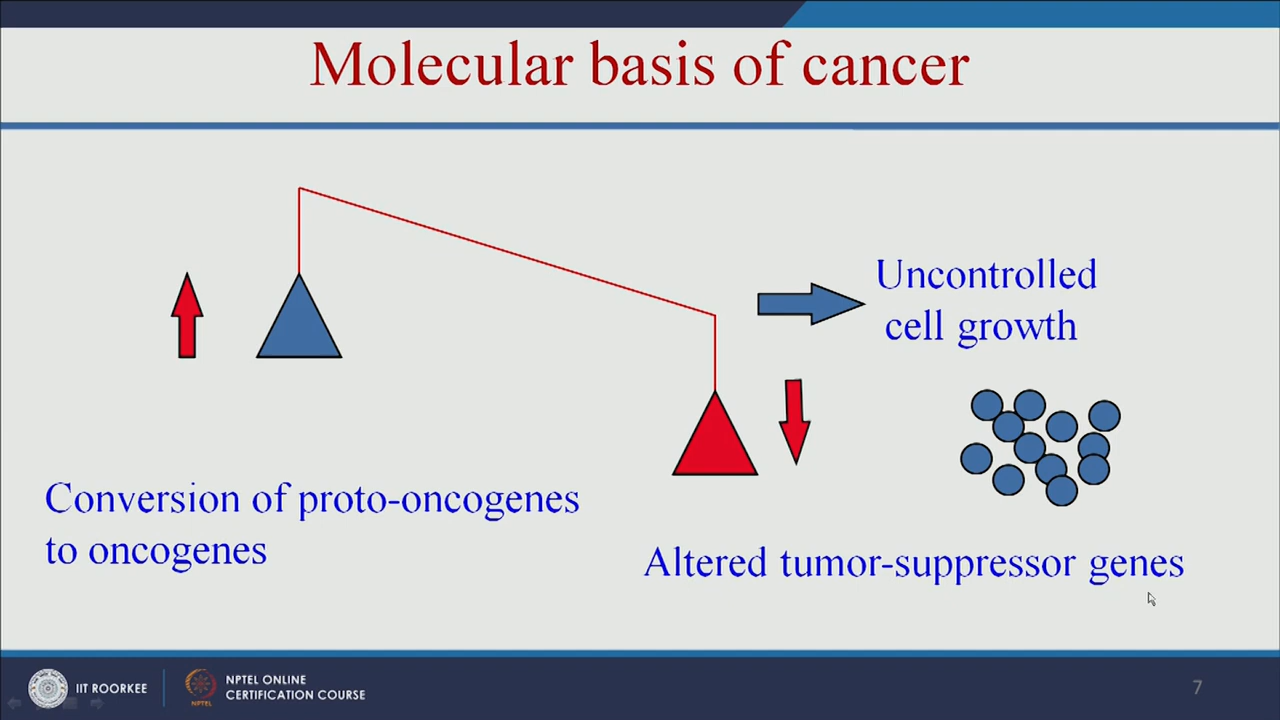 Molecular basis of cancer
Uncontrolled
cell growth
Conversion of proto-oncogenes
to oncogenes
Altered tumor-suppressor genes
IIT ROORKEE
NPTEL
NPTEL ONLINE
CERTIFICATION COURSE
7